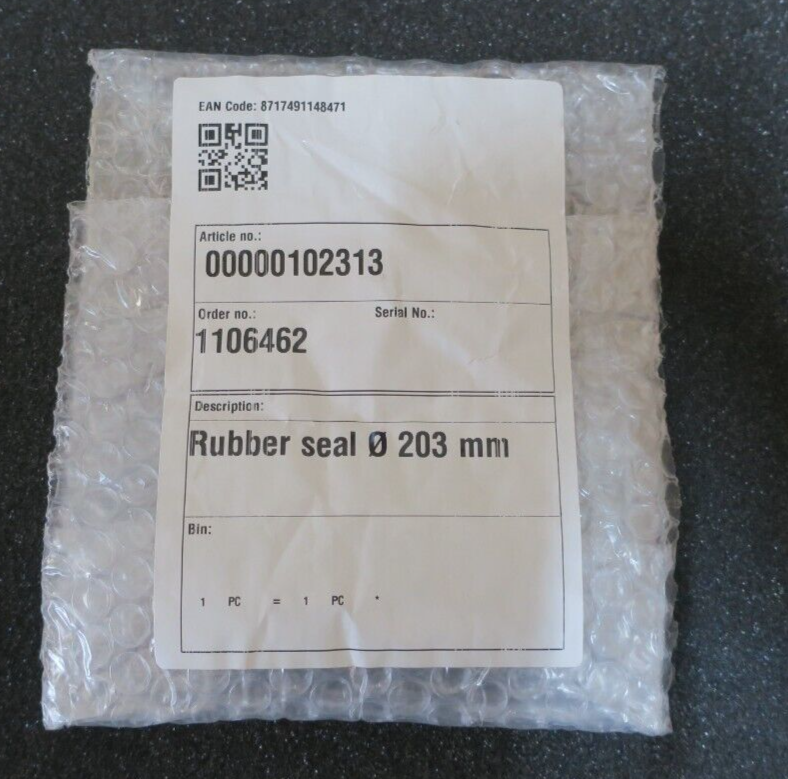 EAN Code: 8717491148471
Article no.:
00000102313
Order no.: Serial No.:
1106462
Description:
Rubber seal Ø 203 mm
Bin:
1 PC = 1 PC *